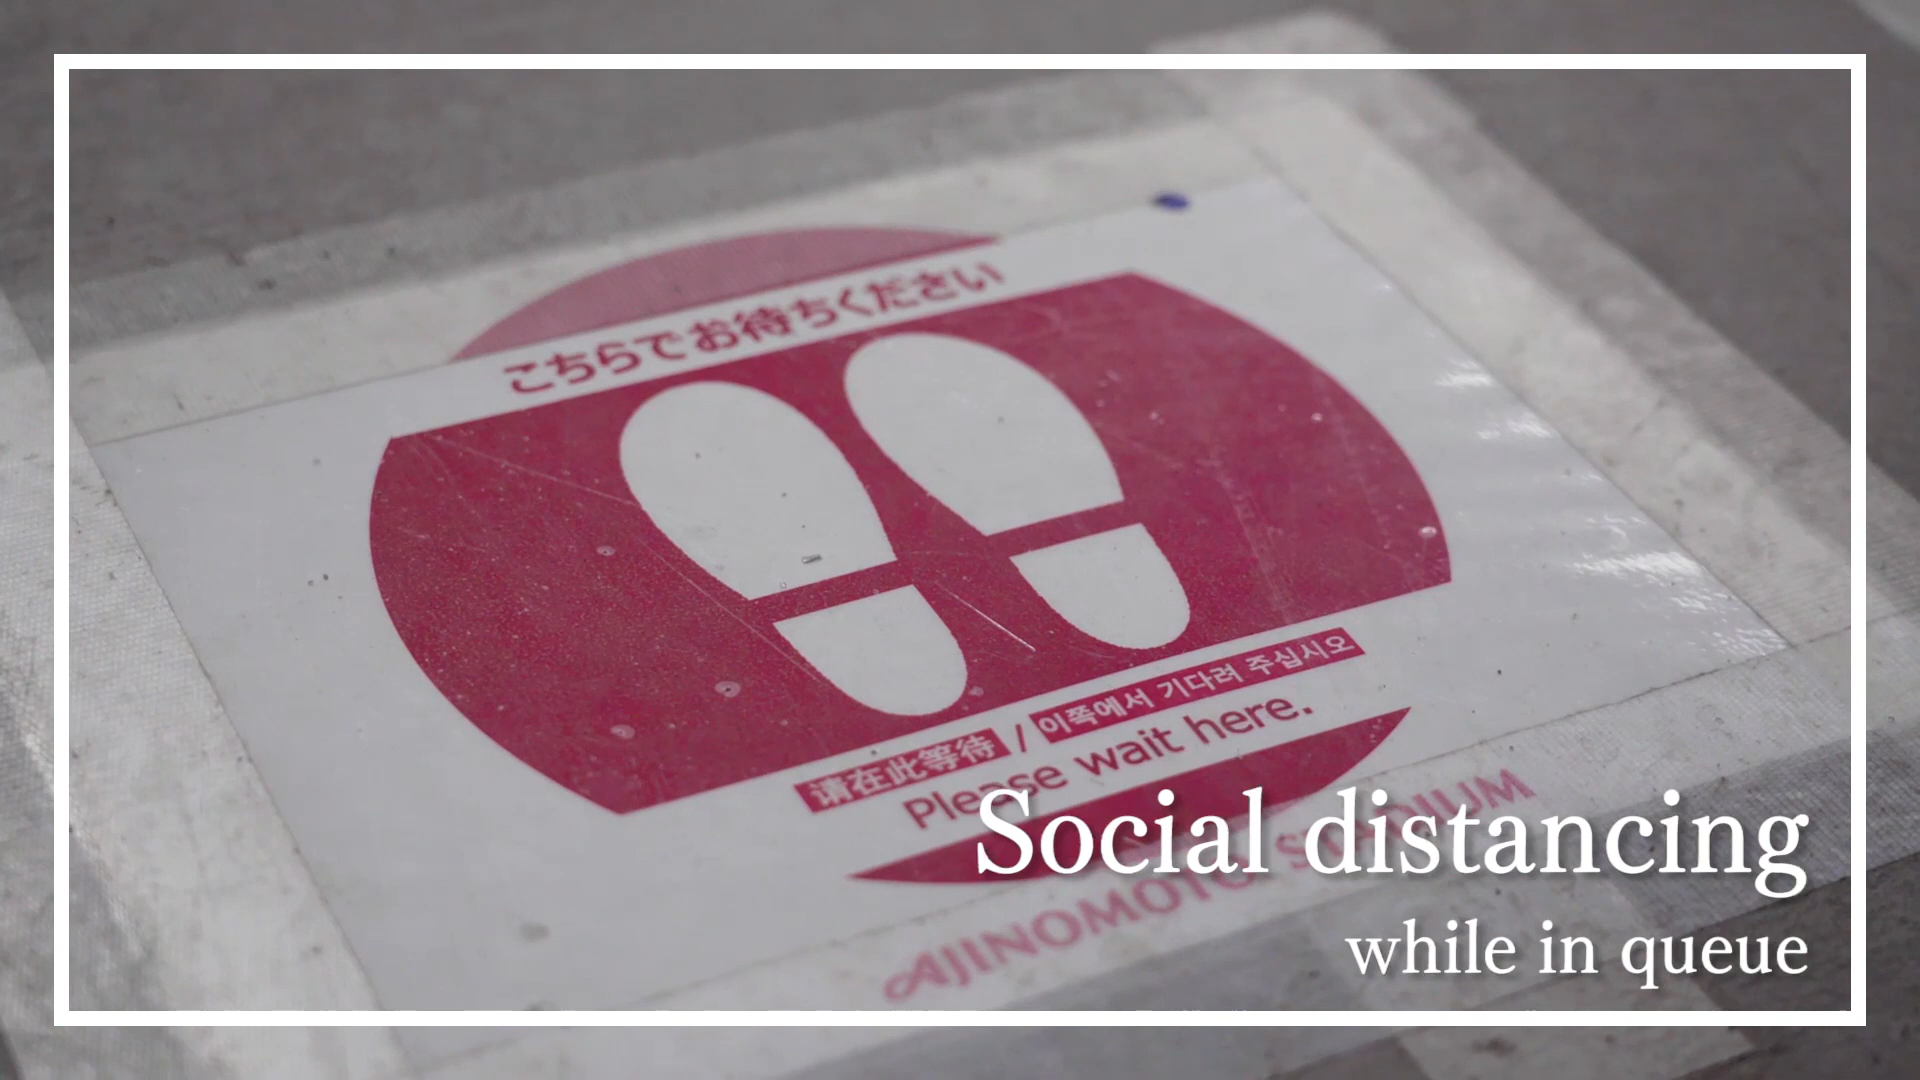 こちらでお待ちください
请在此等待 / 이쪽에서 기다려 주십시오
Please wait here.
AJINOMOTO STADIUM
Social distancing
while in queue